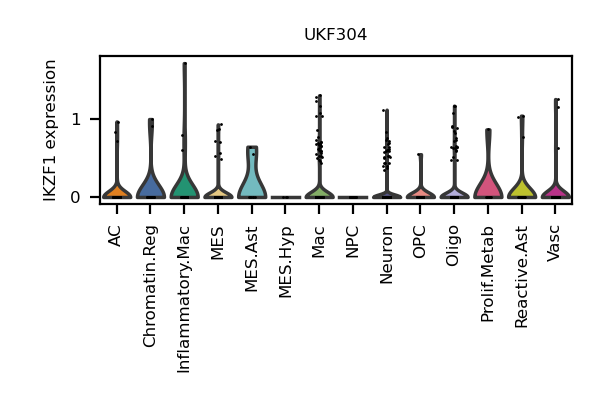 UKF304
IKZF1 expression
1
0
AC
Chromatin.Reg
Inflammatory.Mac
MES
MES.Ast
MES.Hyp
Mac
NPC
Neuron
OPC
Oligo
Prolif.Metab
Reactive.Ast
Vasc